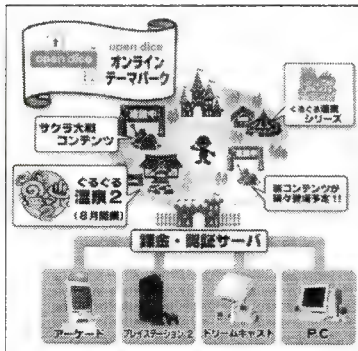 open dice
open dice
オンライン
テーマパーク
サクラ大戦
コンテンツ
ぐるぐる温泉
シリーズ
ぐるぐる
温泉2
(8月開演)
新コンテンツが
続々登場予定!!
課金・認証サーバ
アーケード
プレイステーション2
ドリームキャスト
PC